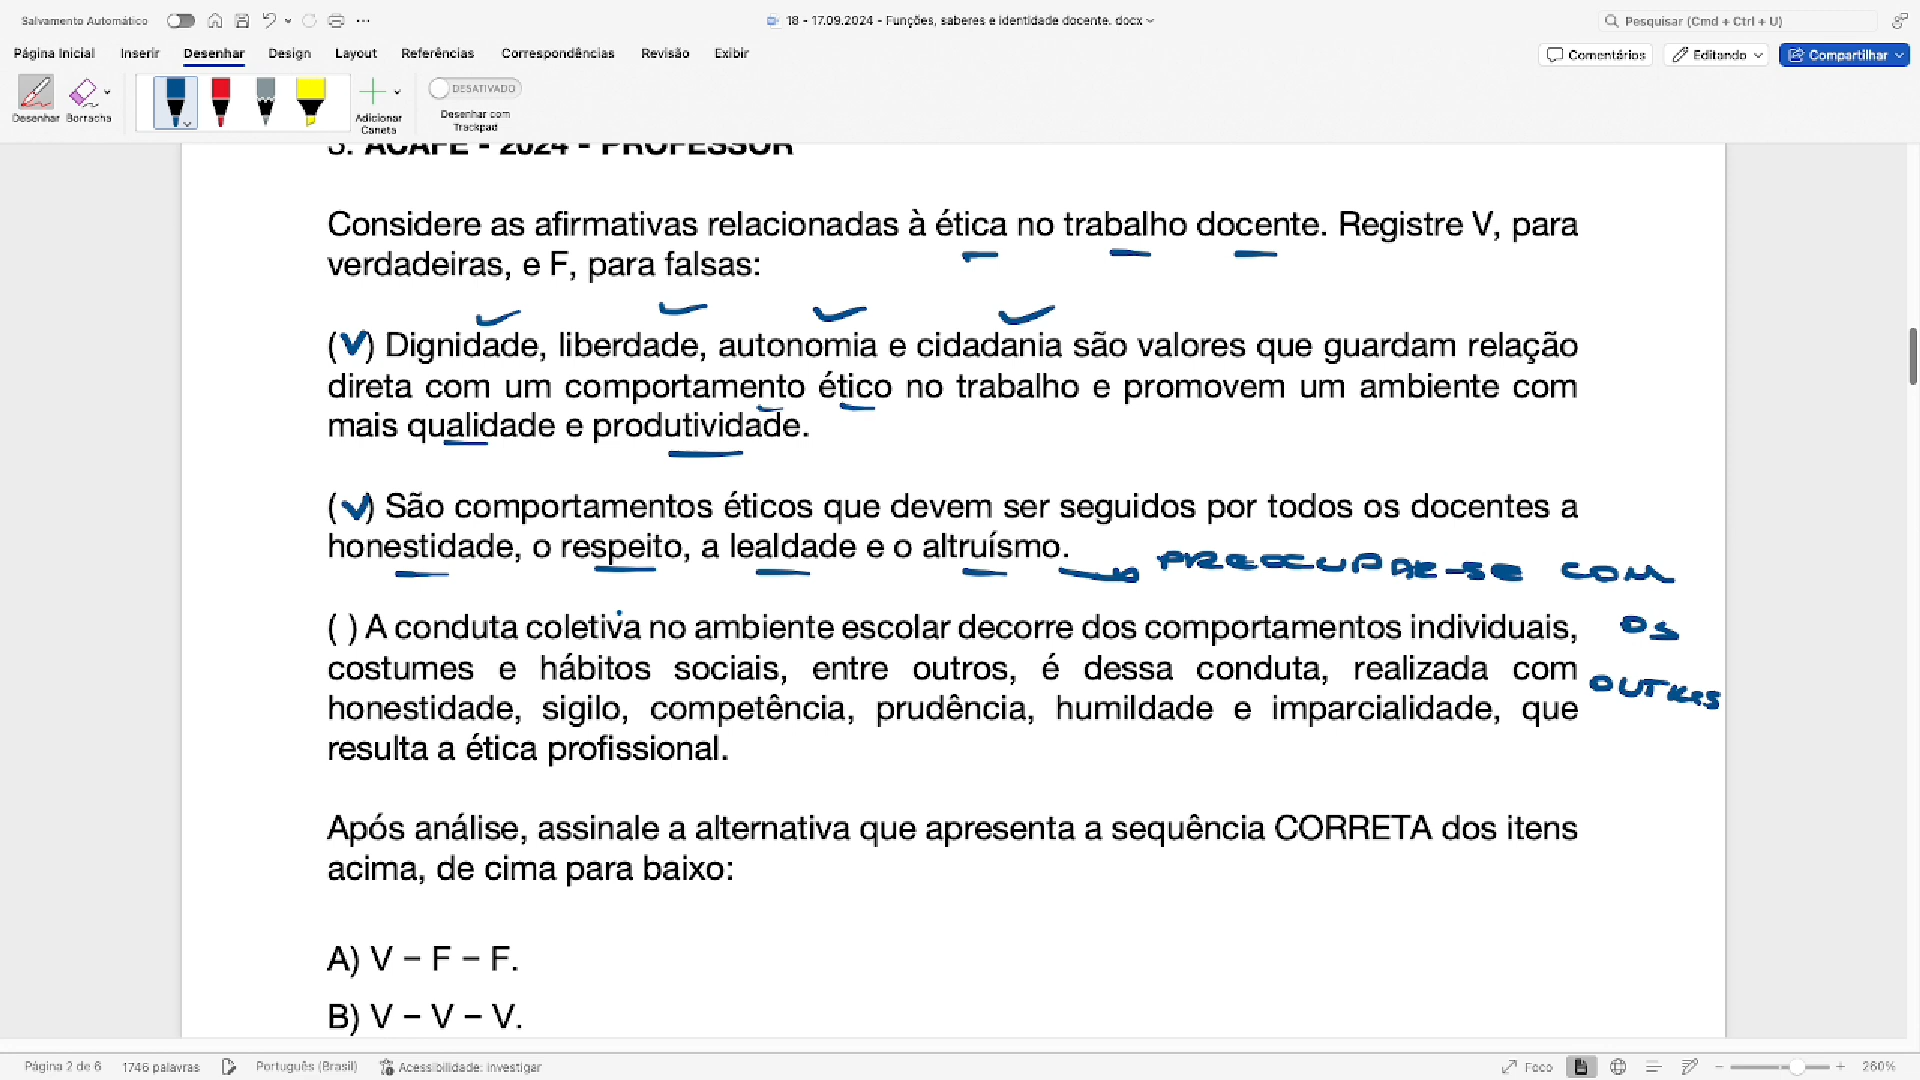 Salvamento Automático
18 - 17.09.2024 - Funções, saberes e identidade docente. docx
Pesquisar (Cmd + Ctrl + U)
Página Inicial Inserir Desenhar Design Layout Referências Correspondências Revisão Exibir
Comentários Editando Compartilhar
DESATIVADO
Desenhar Borracha Adicionar Caneta Desenhar com Trackpad
3. ACAFE - 2024 - PROFESSOR
Considere as afirmativas relacionadas à ética no trabalho docente. Registre V, para
verdadeiras, e F, para falsas:
(V) Dignidade, liberdade, autonomia e cidadania são valores que guardam relação
direta com um comportamento ético no trabalho e promovem um ambiente com
mais qualidade e produtividade.
(V) São comportamentos éticos que devem ser seguidos por todos os docentes a
honestidade, o respeito, a lealdade e o altruísmo.
PREOCUPAR-SE COM
OS
OUTROS
( ) A conduta coletiva no ambiente escolar decorre dos comportamentos individuais,
costumes e hábitos sociais, entre outros, é dessa conduta, realizada com
honestidade, sigilo, competência, prudência, humildade e imparcialidade, que
resulta a ética profissional.
Após análise, assinale a alternativa que apresenta a sequência CORRETA dos itens
acima, de cima para baixo:
A) V – F – F.
B) V – V – V.
Página 2 de 6 1746 palavras Português (Brasil) Acessibilidade: investigar Foco 260%